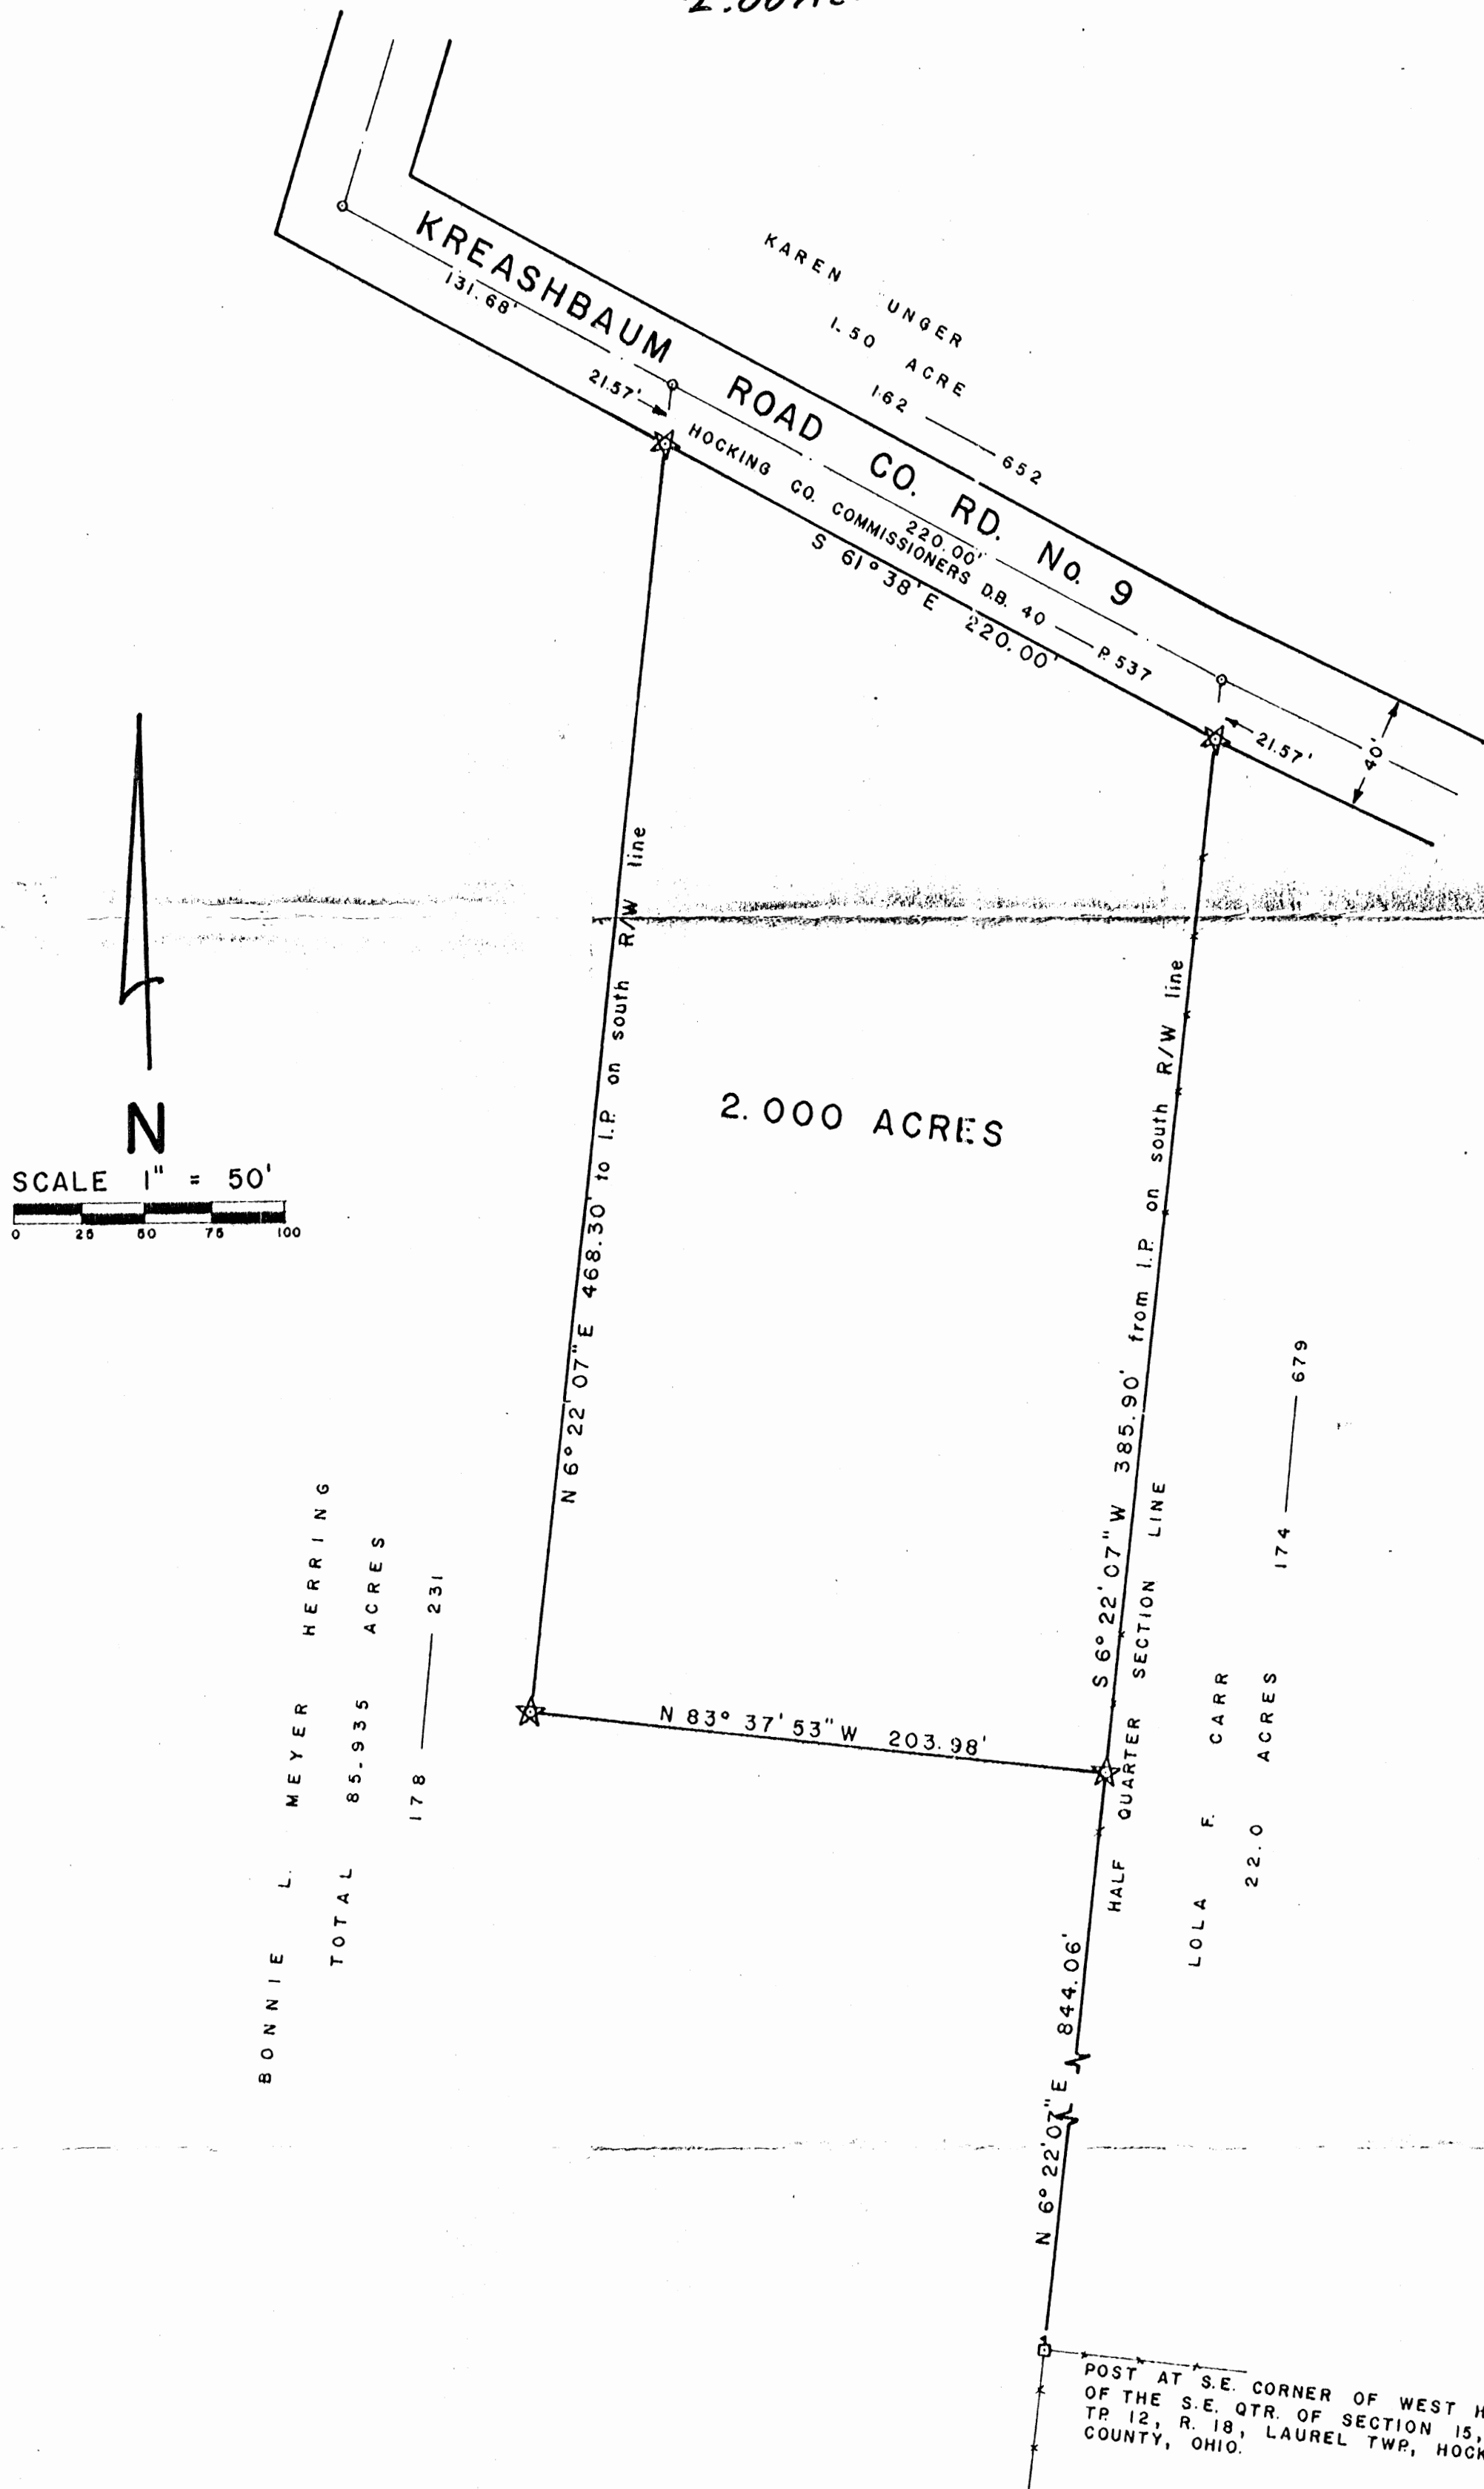 2.00 Ac.
KREASHBAUM ROAD CO. RD. No. 9
131.68'
21.57'
KAREN UNGER
1.50 ACRE
162 — 652
HOCKING CO. COMMISSIONERS D.B. 40 — P. 537
220.00'
S 61° 38' E 220.00'
21.57'
40'
N 6° 22' 07" E 468.30' to I.P. on south R/W line
S 6° 22' 07" W 385.90' from I.P. on south R/W line
2.000 ACRES
N
SCALE 1" = 50'
0 25 50 75 100
BONNIE L. MEYER HERRING
TOTAL 85.935 ACRES
178 — 231
N 83° 37' 53" W 203.98'
HALF QUARTER SECTION LINE
LOLA F. CARR
22.0 ACRES
174 — 679
N 6° 22' 07" E 844.06'
POST AT S.E. CORNER OF WEST H
OF THE S.E. QTR. OF SECTION 15,
TP. 12, R. 18, LAUREL TWP., HOCK
COUNTY, OHIO.